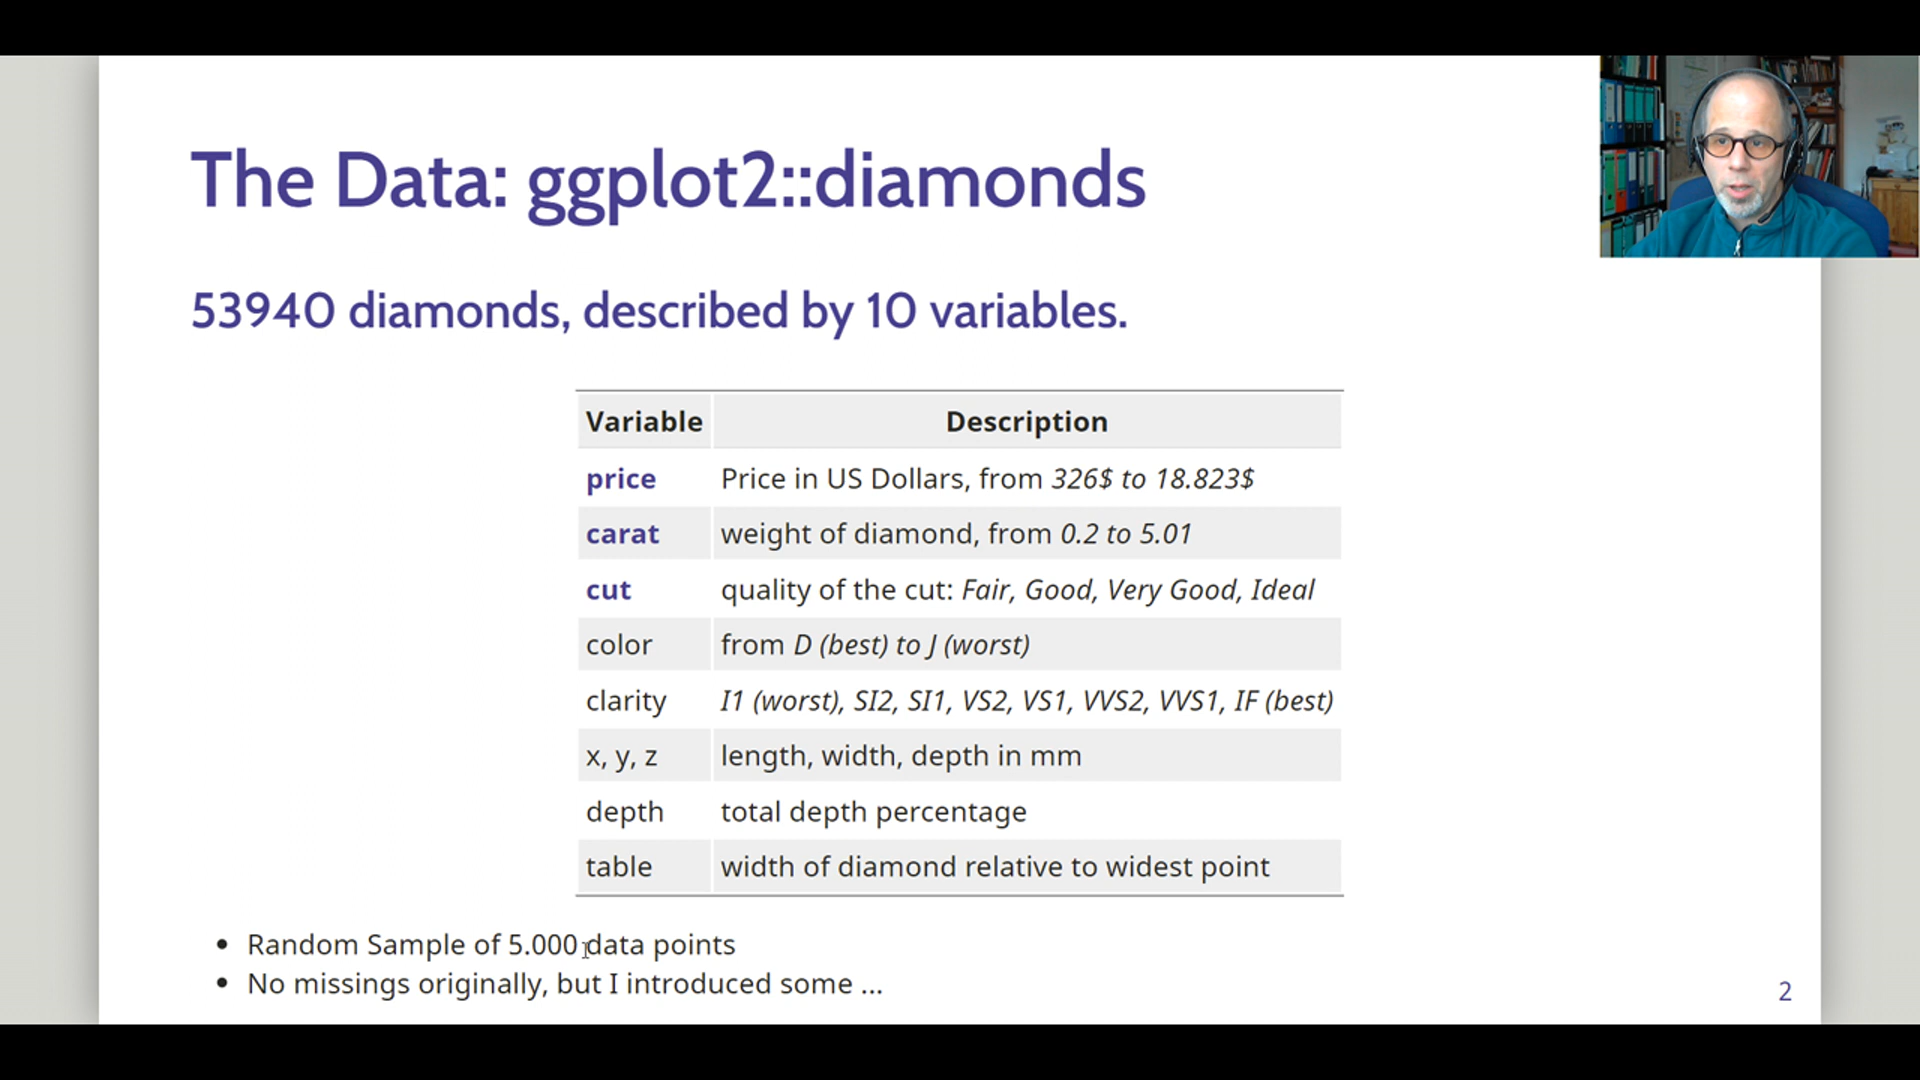 The Data: ggplot2::diamonds
53940 diamonds, described by 10 variables.
Variable Description
price Price in US Dollars, from 326$ to 18.823$
carat weight of diamond, from 0.2 to 5.01
cut quality of the cut: Fair, Good, Very Good, Ideal
color from D (best) to J (worst)
clarity I1 (worst), SI2, SI1, VS2, VS1, VVS2, VVS1, IF (best)
x, y, z length, width, depth in mm
depth total depth percentage
table width of diamond relative to widest point
• Random Sample of 5.000 data points
• No missings originally, but I introduced some ...
2